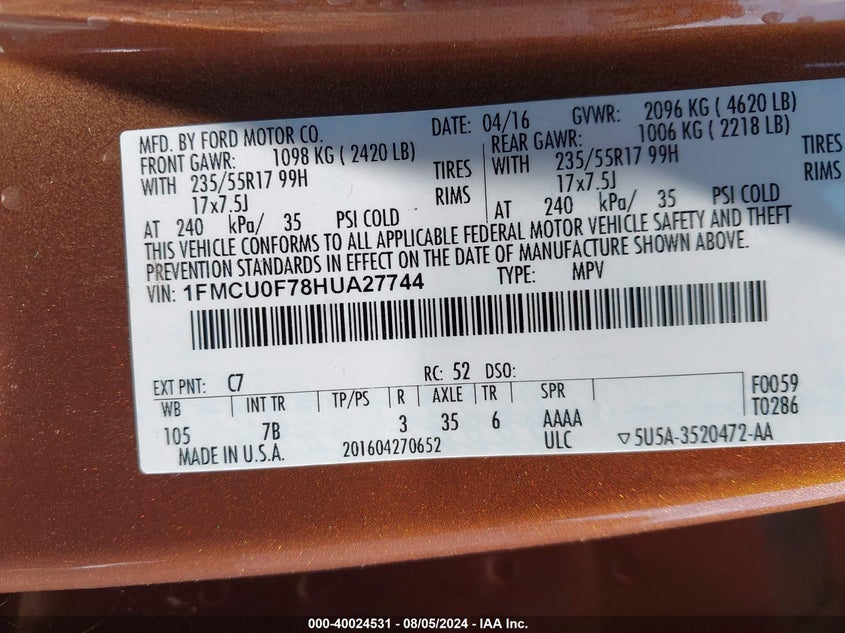 MFD. BY FORD MOTOR CO.
DATE: 04/16
GVWR: 2096 KG ( 4620 LB)
FRONT GAWR: 1098 KG ( 2420 LB)
WITH 235/55R17 99H TIRES
17x7.5J RIMS
AT 240 kPa/ 35 PSI COLD
REAR GAWR: 1006 KG ( 2218 LB)
WITH 235/55R17 99H TIRES
17x7.5J RIMS
AT 240 kPa/ 35 PSI COLD
THIS VEHICLE CONFORMS TO ALL APPLICABLE FEDERAL MOTOR VEHICLE SAFETY AND THEFT
PREVENTION STANDARDS IN EFFECT ON THE DATE OF MANUFACTURE SHOWN ABOVE.
VIN: 1FMCU0F78HUA27744
TYPE: MPV
EXT PNT: C7 RC: 52 DSO:
WB INT TR TP/PS R AXLE TR SPR F0059
T0286
105 7B 3 35 6 AAAA
ULC
MADE IN U.S.A. 201604270652
▽5U5A-3520472-AA
000-40024531 - 08/05/2024 - IAA Inc.